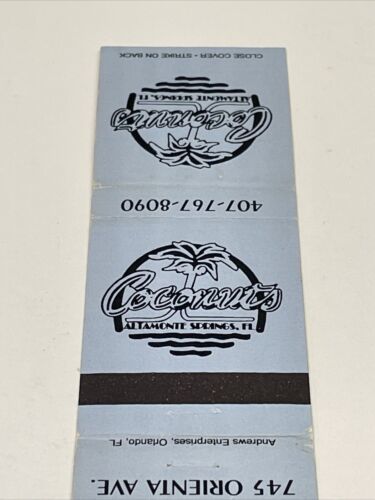 CLOSE COVER • STRIKE ON BACK
Coconuts
ALTAMONTE SPRINGS, FL
407-767-8090
Coconuts
ALTAMONTE SPRINGS, FL
Andrews Enterprises, Orlando, FL
745 ORIENTA AVE.